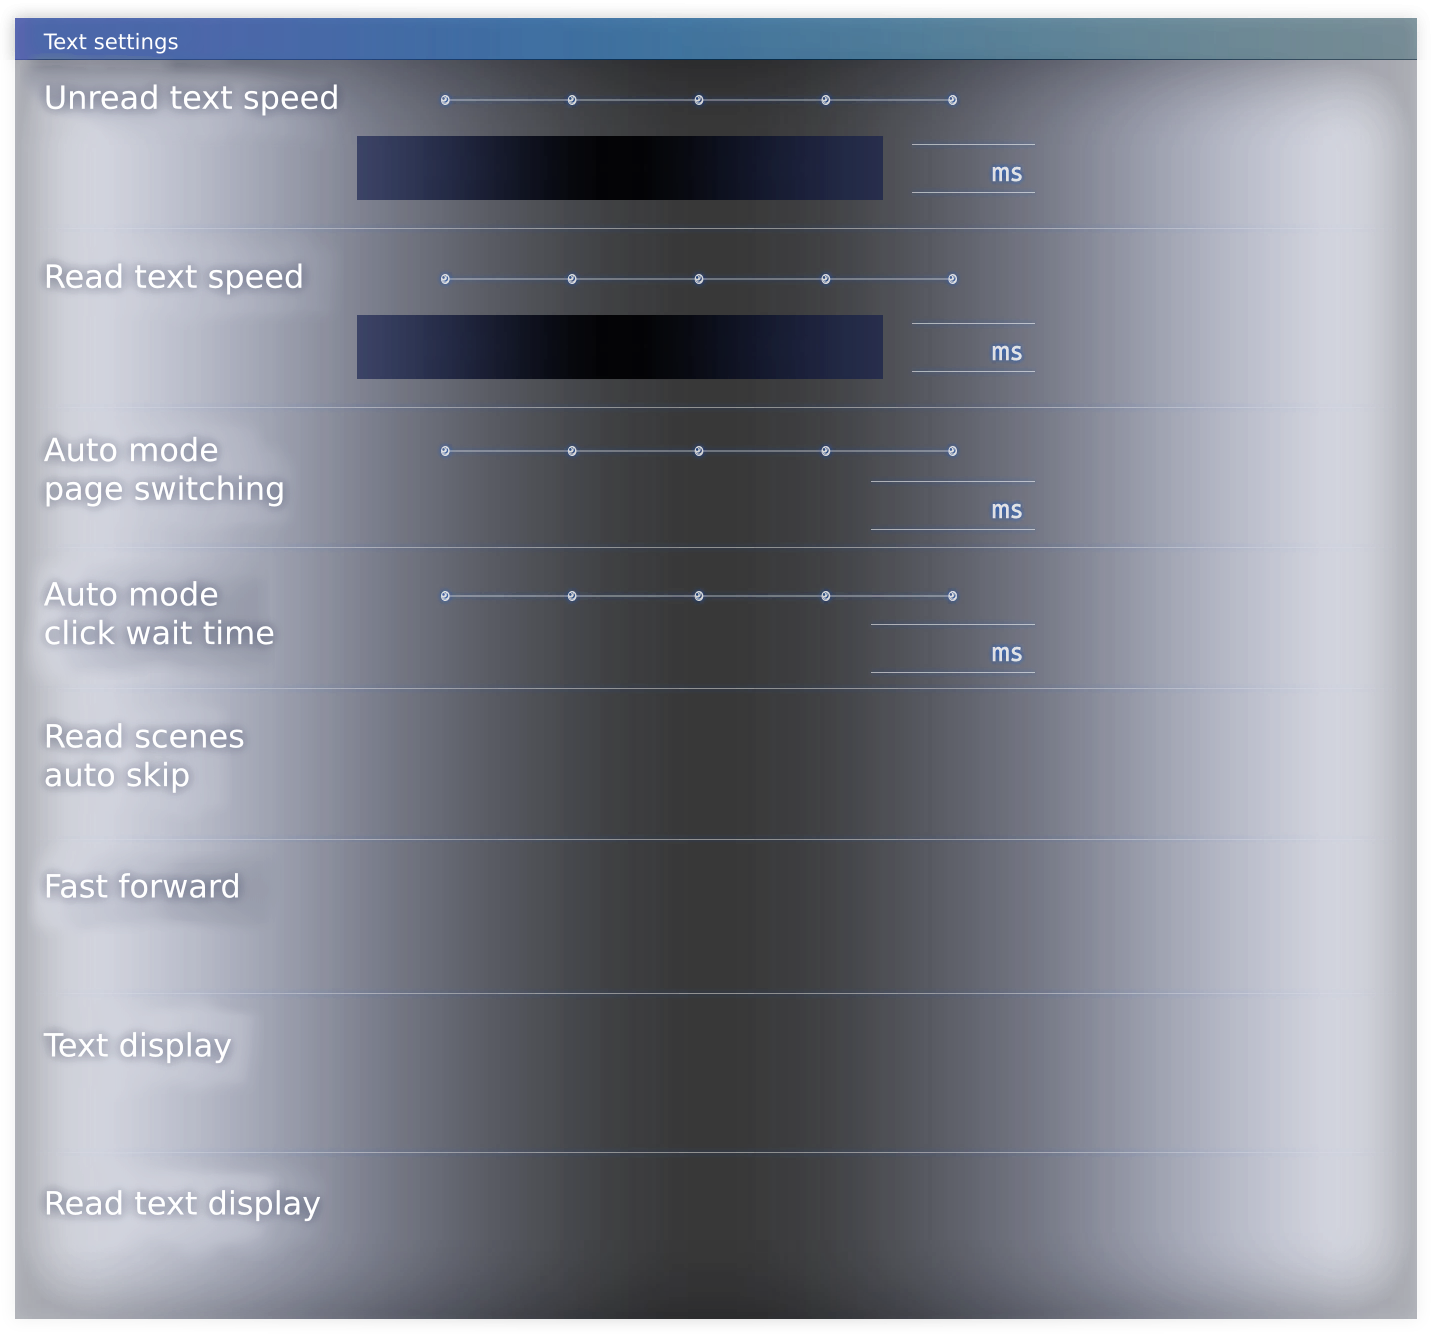 Text settings
Unread text speed
ms
Read text speed
ms
Auto mode
page switching
ms
Auto mode
click wait time
ms
Read scenes
auto skip
Fast forward
Text display
Read text display